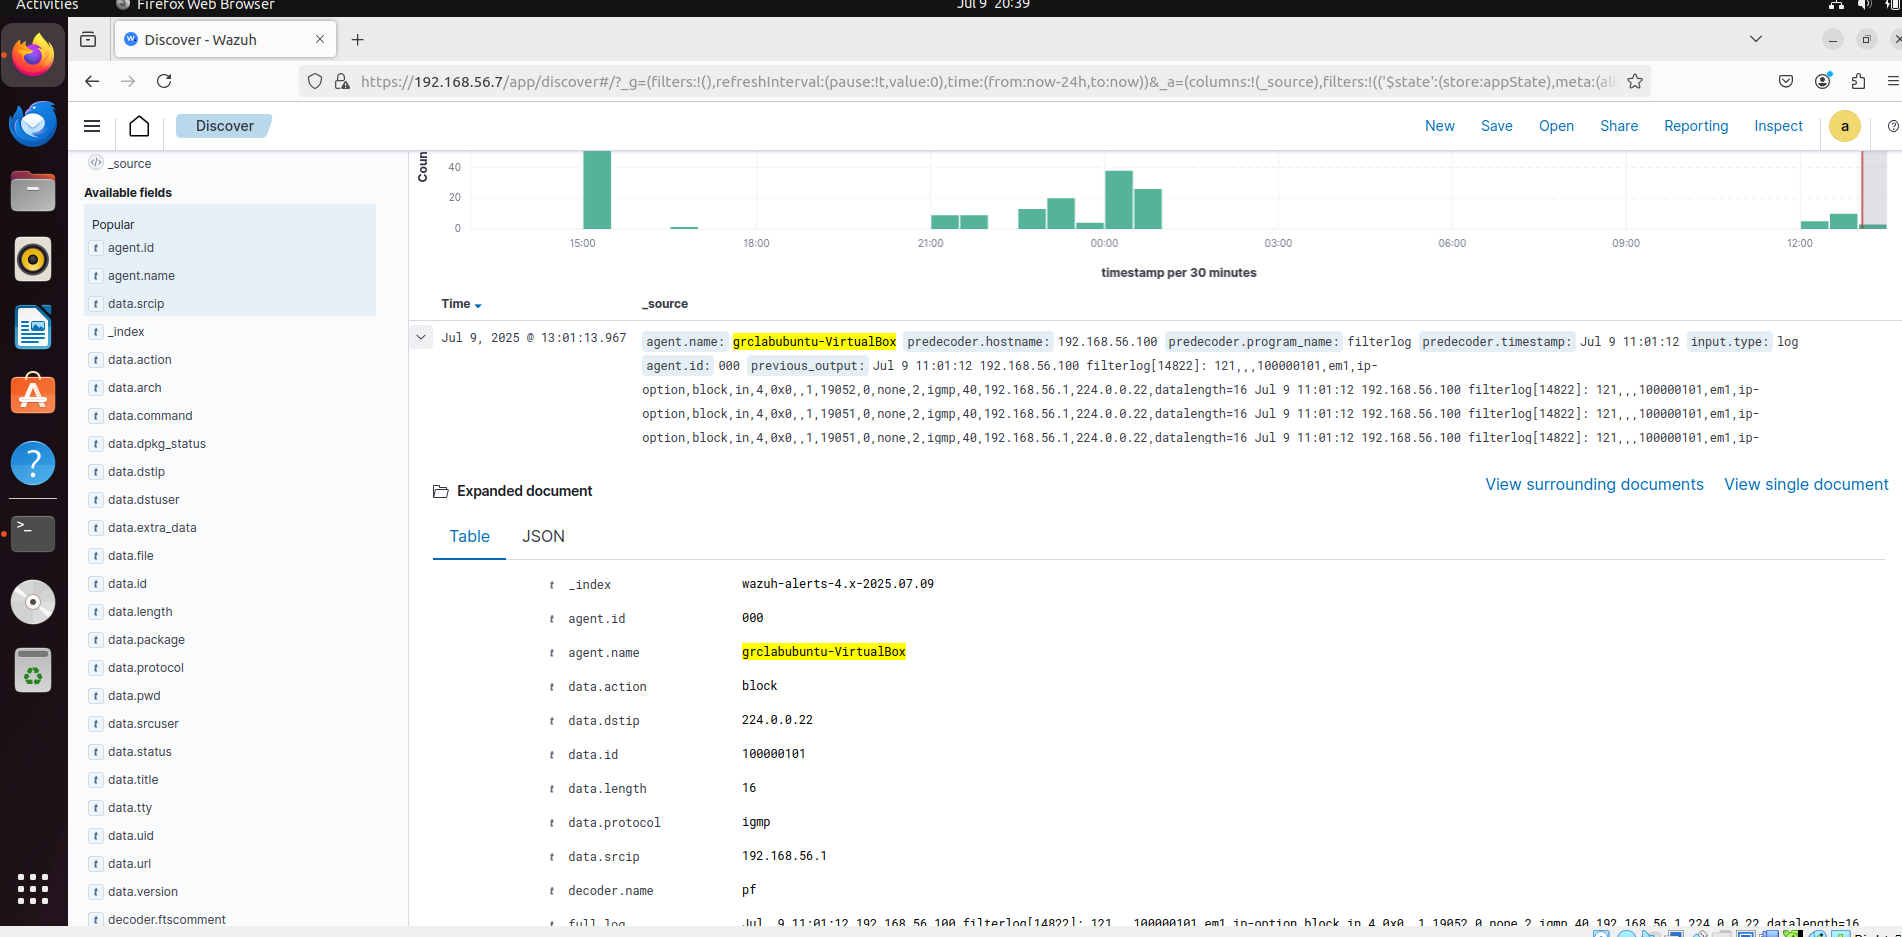 Activities Firefox Web Browser Jul 9 20:39
Discover - Wazuh
https://192.168.56.7/app/discover#/?_g=(filters:!(),refreshInterval:(pause:!t,value:0),time:(from:now-24h,to:now))&_a=(columns:!(_source),filters:!(('$state':(store:appState),meta:(ali
Discover New Save Open Share Reporting Inspect a
_source
Available fields
Popular
agent.id
agent.name
data.srcip
_index
data.action
data.arch
data.command
data.dpkg_status
data.dstip
data.dstuser
data.extra_data
data.file
data.id
data.length
data.package
data.protocol
data.pwd
data.srcuser
data.status
data.title
data.tty
data.uid
data.url
data.version
decoder.ftscomment
Coun
40
20
0
15:00 18:00 21:00 00:00 03:00 06:00 09:00 12:00
timestamp per 30 minutes
Time _source
Jul 9, 2025 @ 13:01:13.967 agent.name: grclabubuntu-VirtualBox predecoder.hostname: 192.168.56.100 predecoder.program_name: filterlog predecoder.timestamp: Jul 9 11:01:12 input.type: log
agent.id: 000 previous_output: Jul 9 11:01:12 192.168.56.100 filterlog[14822]: 121,,,100000101,em1,ip-
option,block,in,4,0x0,,1,19052,0,none,2,igmp,40,192.168.56.1,224.0.0.22,datalength=16 Jul 9 11:01:12 192.168.56.100 filterlog[14822]: 121,,,100000101,em1,ip-
option,block,in,4,0x0,,1,19051,0,none,2,igmp,40,192.168.56.1,224.0.0.22,datalength=16 Jul 9 11:01:12 192.168.56.100 filterlog[14822]: 121,,,100000101,em1,ip-
option,block,in,4,0x0,,1,19051,0,none,2,igmp,40,192.168.56.1,224.0.0.22,datalength=16 Jul 9 11:01:12 192.168.56.100 filterlog[14822]: 121,,,100000101,em1,ip-
Expanded document View surrounding documents View single document
Table JSON
t _index wazuh-alerts-4.x-2025.07.09
t agent.id 000
t agent.name grclabubuntu-VirtualBox
t data.action block
t data.dstip 224.0.0.22
t data.id 100000101
t data.length 16
t data.protocol igmp
t data.srcip 192.168.56.1
t decoder.name pf
t full_log Jul 9 11:01:12 192.168.56.100 filterlog[14822]: 121,,,100000101,em1,ip-option,block,in,4,0x0,,1,19052,0,none,2,igmp,40,192.168.56.1,224.0.0.22,datalength=16